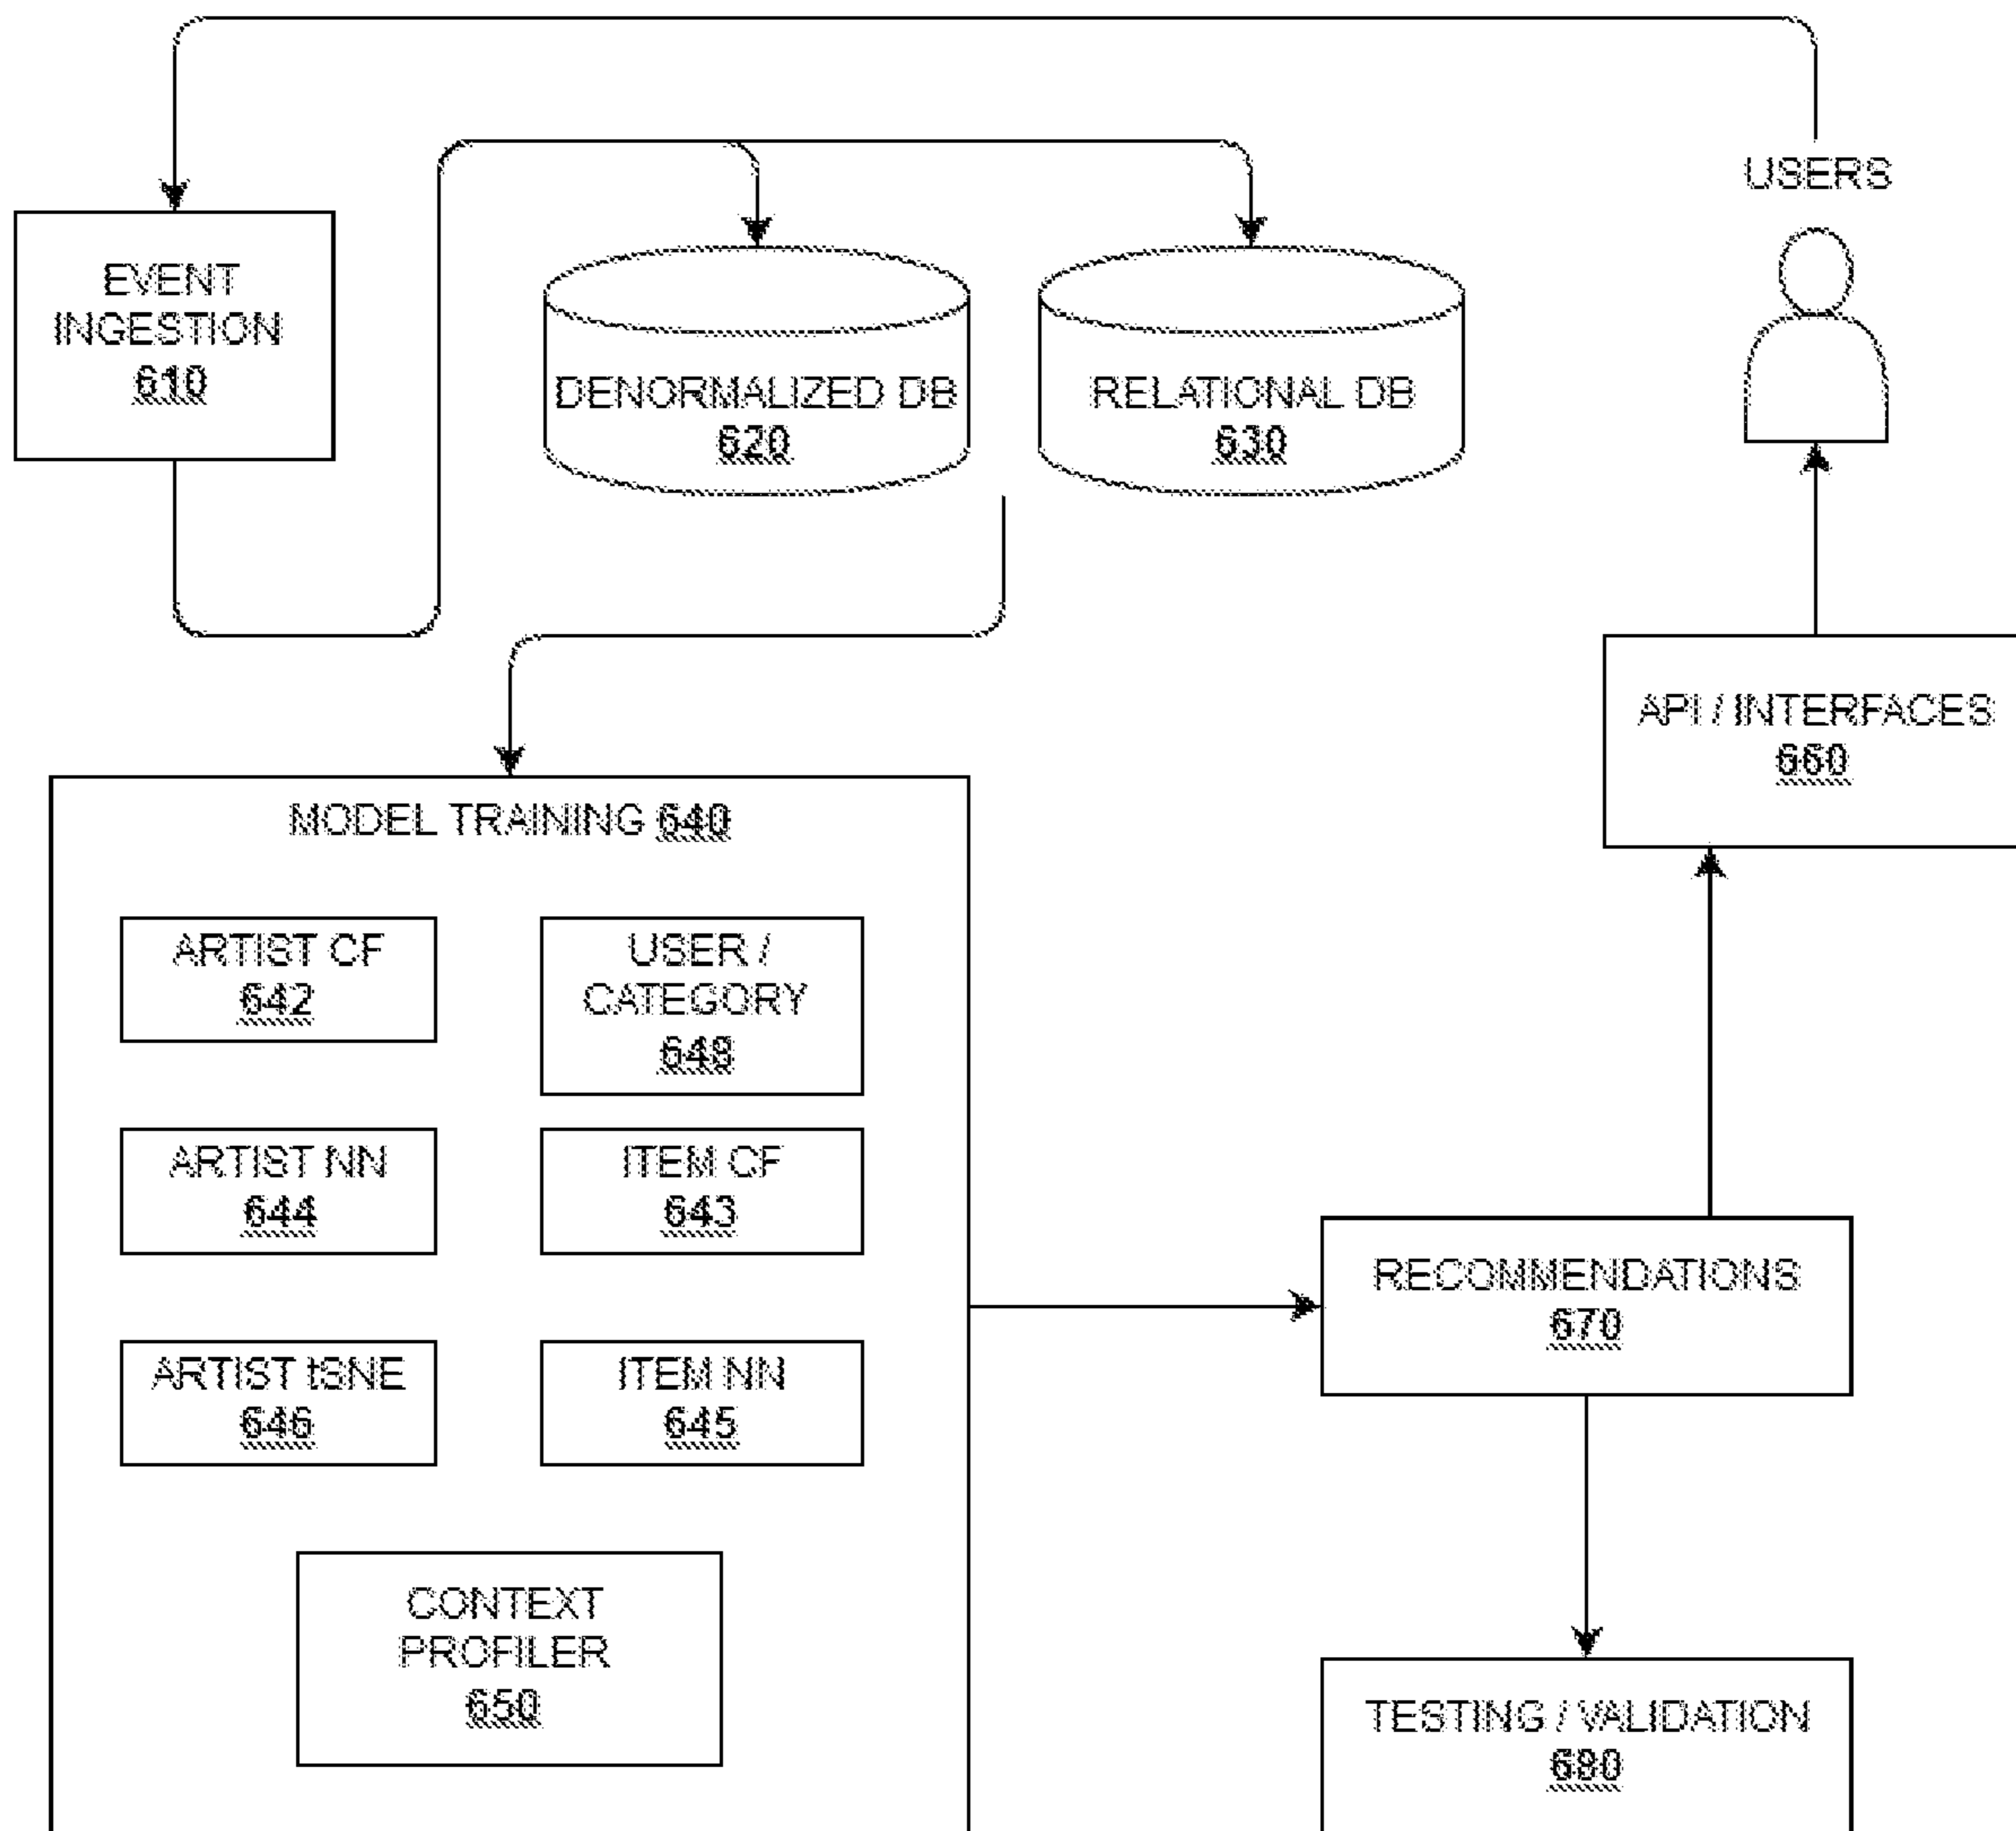 USERS
EVENT
INGESTION
610
DENORMALIZED DB
620
RELATIONAL DB
630
API / INTERFACES
660
MODEL TRAINING 640
ARTIST CF
642
USER /
CATEGORY
648
ARTIST NN
644
ITEM CF
643
ARTIST tSNE
646
ITEM NN
645
CONTEXT
PROFILER
650
RECOMMENDATIONS
670
TESTING / VALIDATION
680